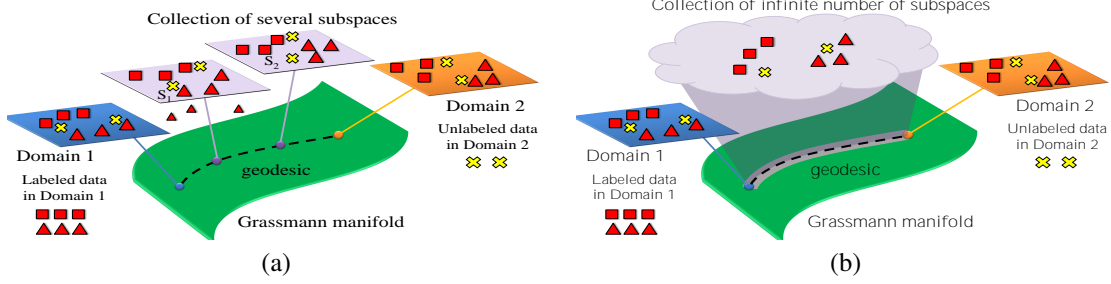 Collection of several subspaces
S1
S2
Domain 1
Labeled data
in Domain 1
Domain 2
Unlabeled data
in Domain 2
geodesic
Grassmann manifold
(a)
Collection of infinite number of subspaces
Domain 1
Labeled data
in Domain 1
Domain 2
Unlabeled data
in Domain 2
geodesic
Grassmann manifold
(b)